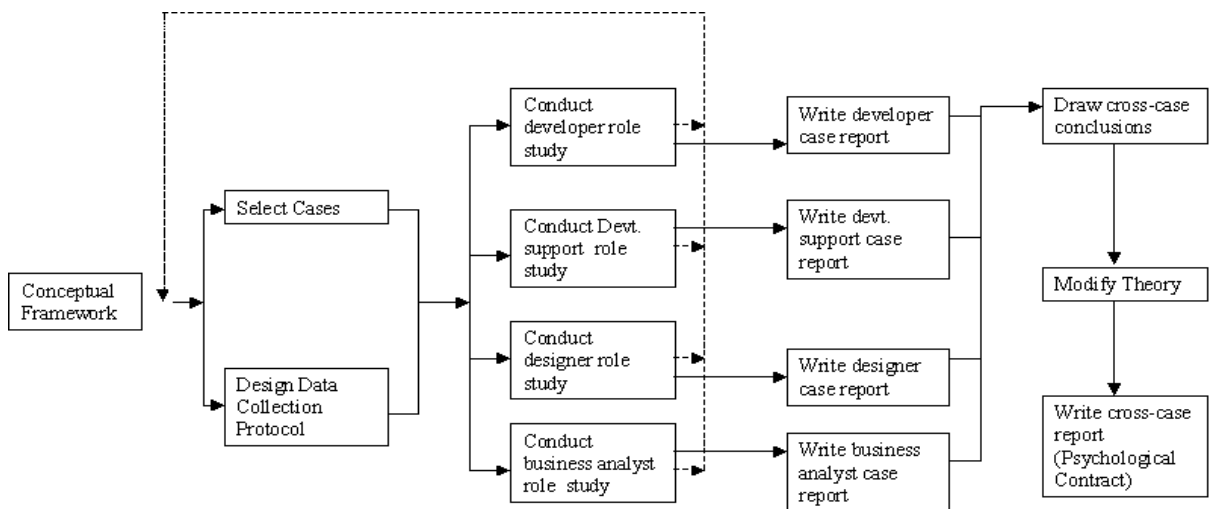 Conceptual
Framework
Select Cases
Design Data
Collection
Protocol
Conduct
developer role
study
Conduct Devt.
support role
study
Conduct
designer role
study
Conduct
business analyst
role study
Write developer
case report
Write devt.
support case
report
Write designer
case report
Write business
analyst case
report
Draw cross-case
conclusions
Modify Theory
Write cross-case
report
(Psychological
Contract)